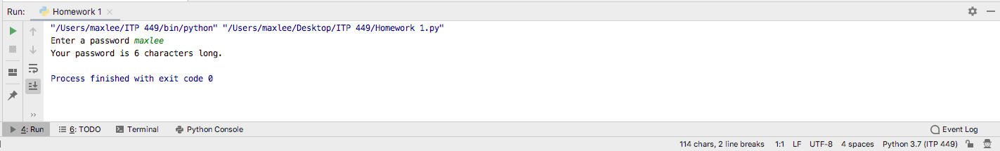 Run: Homework 1
"/Users/maxlee/ITP 449/bin/python" "/Users/maxlee/Desktop/ITP 449/Homework 1.py"
Enter a password maxlee
Your password is 6 characters long.
Process finished with exit code 0
4: Run 6: TODO Terminal Python Console Event Log
114 chars, 2 line breaks 1:1 LF UTF-8 4 spaces Python 3.7 (ITP 449)